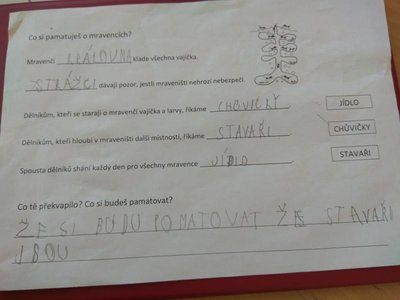 Co si pamatuješ o mravencích?
Mravenčí KRÁLOVNA klade všechna vajíčka.
STRÁŽCI dávají pozor, jestli mraveništi nehrozí nebezpečí.
Dělníkům, kteří se starají o mravenčí vajíčka a larvy, říkáme CHŮVIČKY
JÍDLO
Dělníkům, kteří hloubí v mraveništi další místnosti, říkáme STAVAŘI
CHŮVIČKY
Spousta dělníků shání každý den pro všechny mravence JÍDLO
STAVAŘI
Co tě překvapilo? Co si budeš pamatovat?
ŽE SI BUDU POMATOVAT ŽE STAVAŘI
JSOU